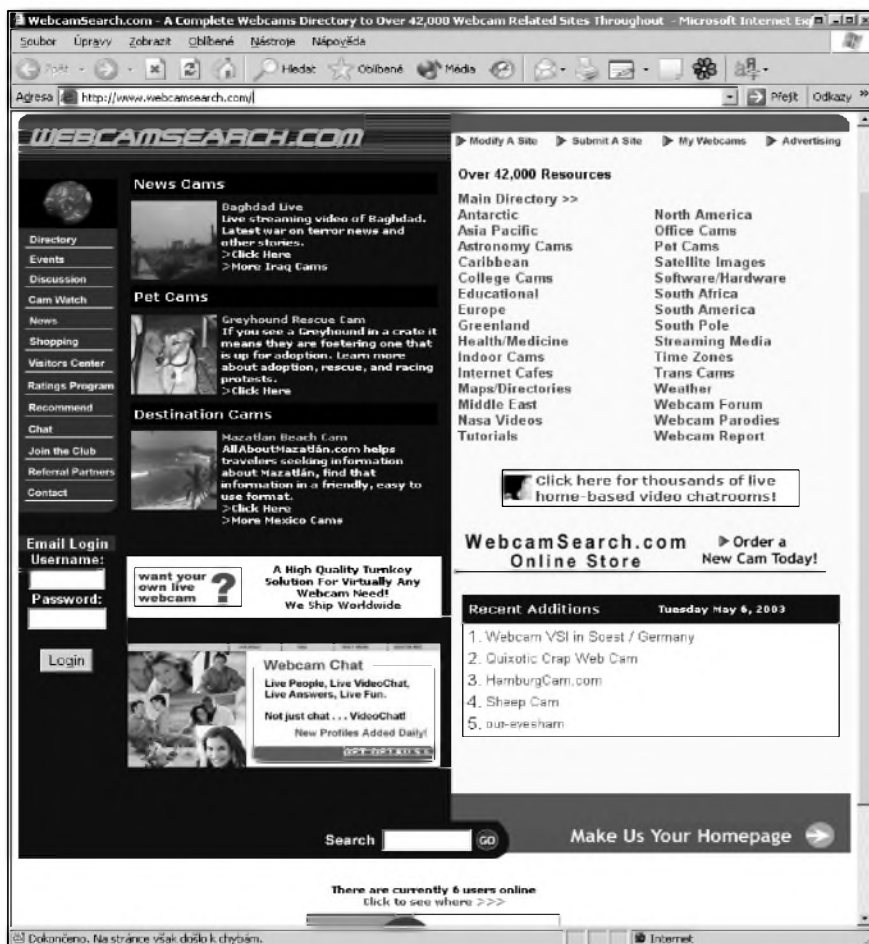 WebcamSearch.com - A Complete Webcams Directory to Over 42,000 Webcam Related Sites Throughout - Microsoft Internet Exp
Soubor Úpravy Zobrazit Oblíbené Nástroje Nápověda
Zpět Hledat Oblíbené Média
Adresa http://www.webcamsearch.com/ Přejít Odkazy »
WEBCAMSEARCH.COM
Modify A Site Submit A Site My Webcams Advertising
Directory
Events
Discussion
Cam Watch
News
Shopping
Visitors Center
Ratings Program
Recommend
Chat
Join the Club
Referral Partners
Contact
Email Login
Username:
Password:
Login
News Cams
Baghdad Live
Live streaming video of Baghdad.
Latest war on terror news and
other stories.
>Click Here
>More Iraq Cams
Pet Cams
Greyhound Rescue Cam
If you see a Greyhound in a crate it
means they are fostering one that
is up for adoption. Learn more
about adoption, rescue, and racing
protests.
>Click Here
Destination Cams
Mazatlan Beach Cam
AllAboutMazatlán.com helps
travelers seeking information
about Mazatlán, find that
information in a friendly, easy to
use format.
>Click Here
>More Mexico Cams
want your
own live
webcam ?
A High Quality Turnkey
Solution For Virtually Any
Webcam Need!
We Ship Worldwide
Webcam Chat
Live People, Live VideoChat,
Live Answers, Live Fun.
Not just chat . . . VideoChat!
New Profiles Added Daily!
GET DETAILS >
Over 42,000 Resources
Main Directory >>
Antarctic
Asia Pacific
Astronomy Cams
Caribbean
College Cams
Educational
Europe
Greenland
Health/Medicine
Indoor Cams
Internet Cafes
Maps/Directories
Middle East
Nasa Videos
Tutorials
North America
Office Cams
Pet Cams
Satellite Images
Software/Hardware
South Africa
South America
South Pole
Streaming Media
Time Zones
Trans Cams
Weather
Webcam Forum
Webcam Parodies
Webcam Report
Click here for thousands of live
home-based video chatrooms!
WebcamSearch.com
Online Store
Order a
New Cam Today!
Recent Additions Tuesday May 6, 2003
1. Webcam VSI in Soest / Germany
2. Quixotic Crap Web Cam
3. HamburgCam.com
4. Sheep Cam
5. our-evesham
Search GO
Make Us Your Homepage
There are currently 6 users online
Click to see where >>>
Dokončeno. Na stránce však došlo k chybám. Internet